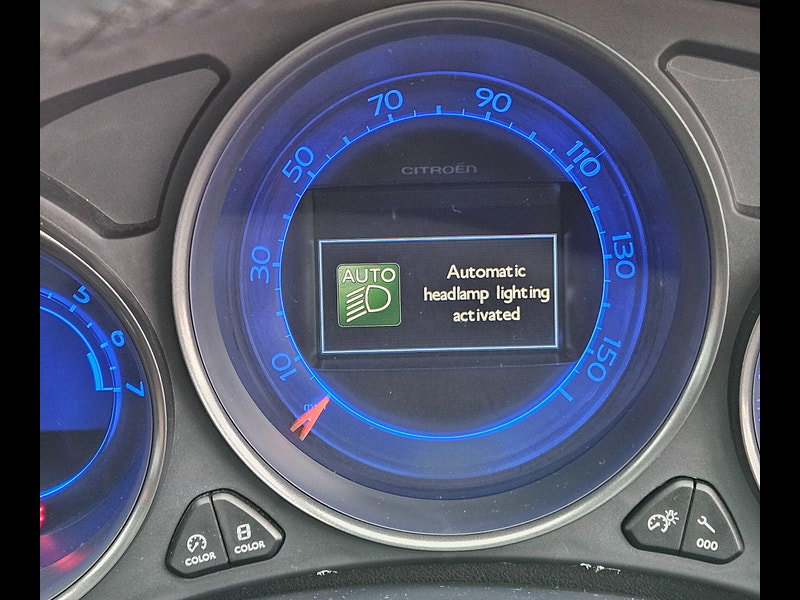 70
90
50
110
CITROËN
30
130
AUTO
Automatic
headlamp lighting
activated
10
150
5
6
7
COLOR
COLOR
000